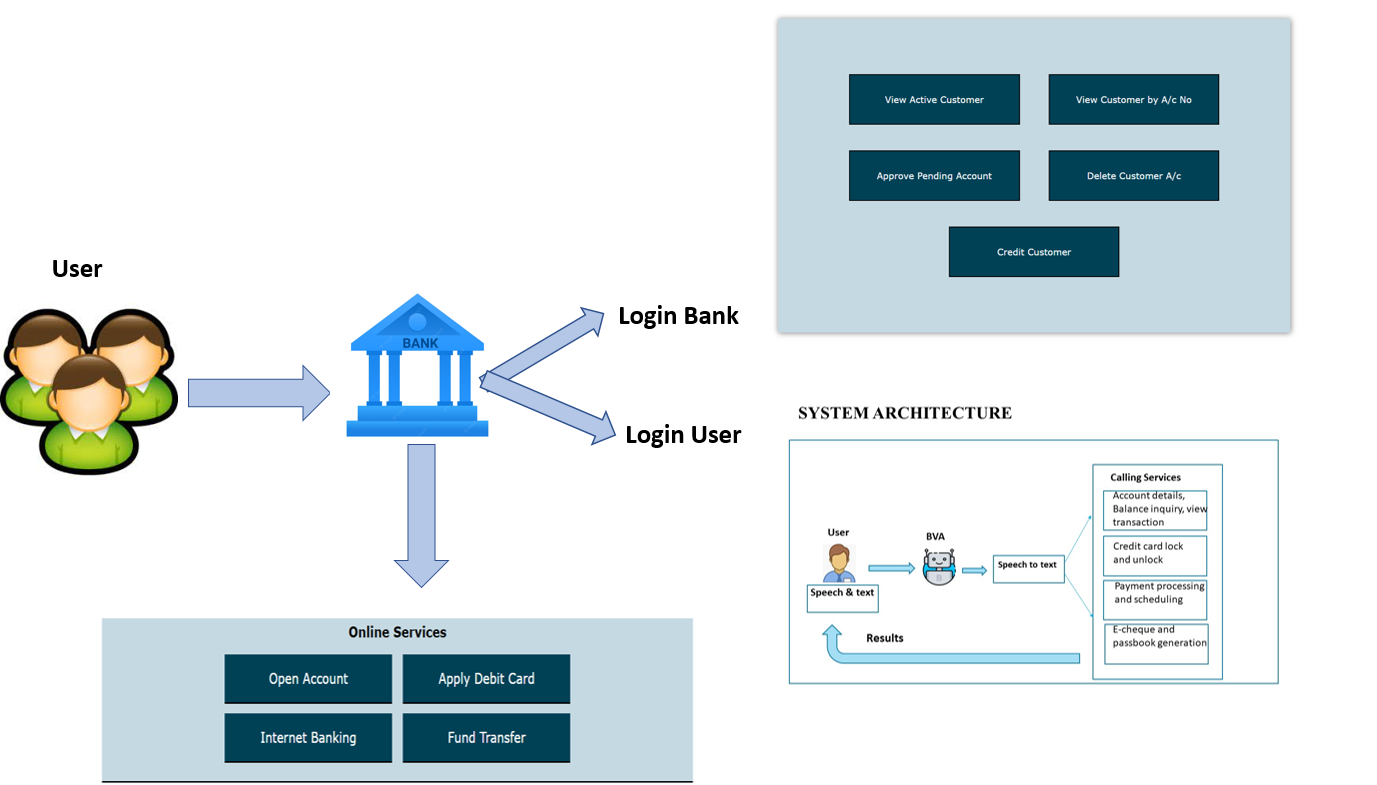 View Active Customer
View Customer by A/c No
Approve Pending Account
Delete Customer A/c
Credit Customer
User
BANK
Login Bank
Login User
Online Services
Open Account
Apply Debit Card
Internet Banking
Fund Transfer
SYSTEM ARCHITECTURE
User
Speech & text
BVA
Speech to text
Calling Services
Account details,
Balance inquiry, view
transaction
Credit card lock
and unlock
Payment processing
and scheduling
E-cheque and
passbook generation
Results